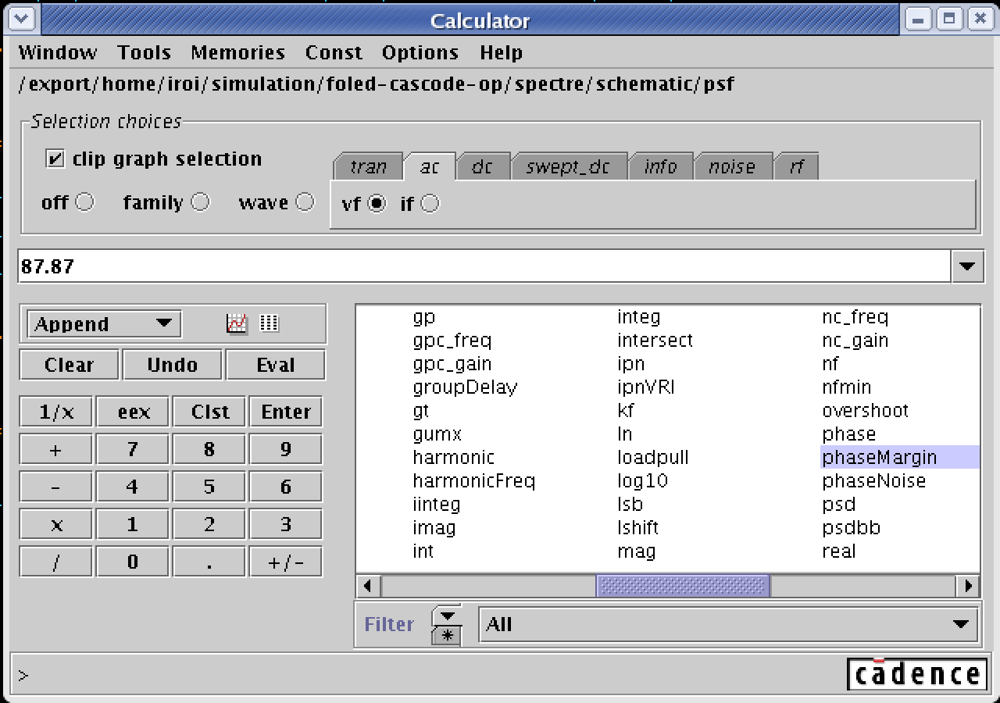 Calculator
Window Tools Memories Const Options Help
/export/home/iroi/simulation/foled-cascode-op/spectre/schematic/psf
Selection choices
clip graph selection
tran ac dc swept_dc info noise rf
off family wave vf if
87.87
Append
Clear Undo Eval
1/x eex Clst Enter
+ 7 8 9
- 4 5 6
x 1 2 3
/ 0 . +/-
gp integ nc_freq
gpc_freq intersect nc_gain
gpc_gain ipn nf
groupDelay ipnVRI nfmin
gt kf overshoot
gumx ln phase
harmonic loadpull phaseMargin
harmonicFreq log10 phaseNoise
iinteg lsb psd
imag lshift psdbb
int mag real
Filter All
>
cādence